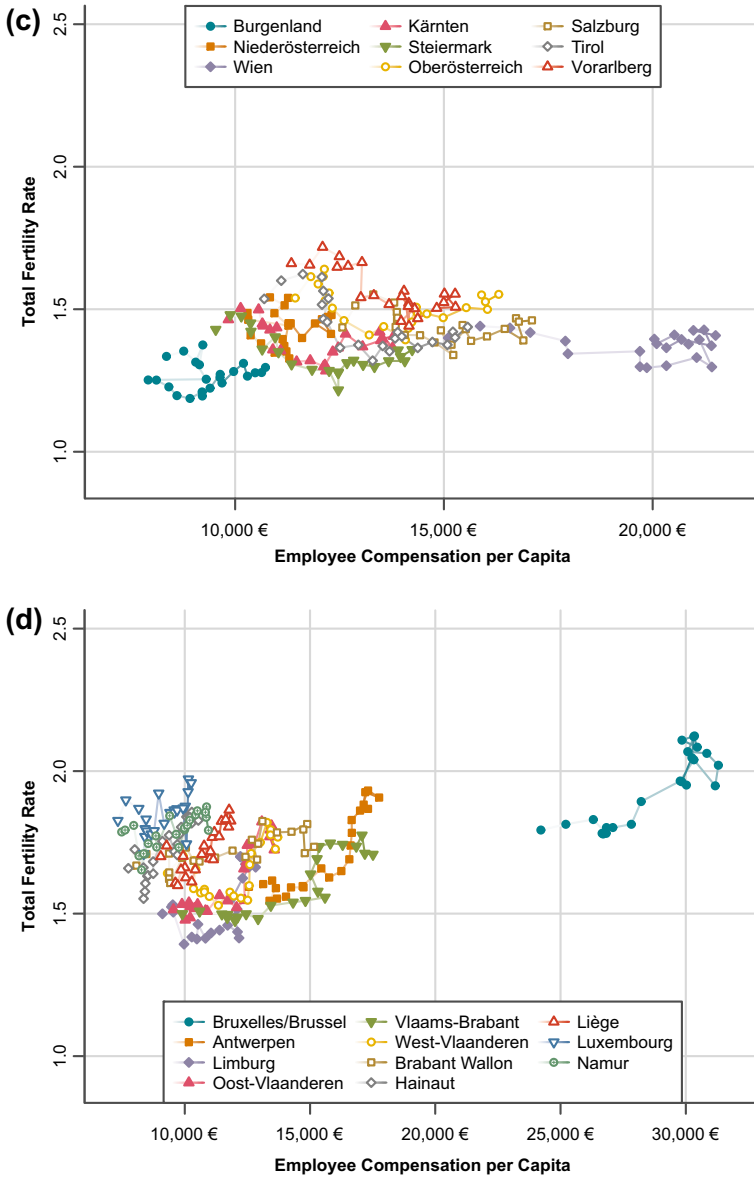 (c)
Burgenland
Niederösterreich
Wien
Kärnten
Steiermark
Oberösterreich
Salzburg
Tirol
Vorarlberg
2.5
2.0
1.5
1.0
Total Fertility Rate
10,000 €
15,000 €
20,000 €
Employee Compensation per Capita
(d)
2.5
2.0
1.5
1.0
Total Fertility Rate
Bruxelles/Brussel
Antwerpen
Limburg
Oost-Vlaanderen
Vlaams-Brabant
West-Vlaanderen
Brabant Wallon
Hainaut
Liège
Luxembourg
Namur
10,000 €
15,000 €
20,000 €
25,000 €
30,000 €
Employee Compensation per Capita